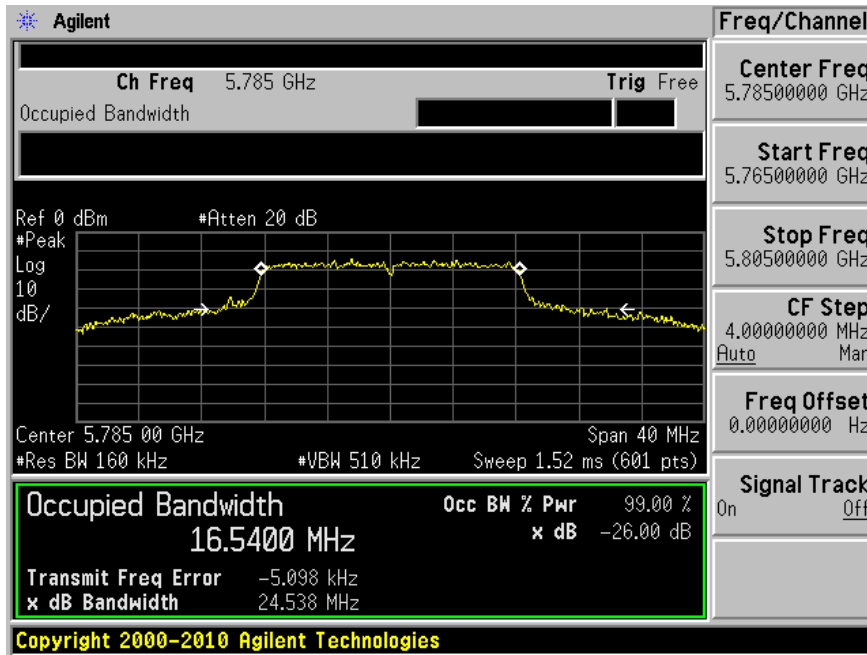 Agilent
Freq/Channel
Ch Freq 5.785 GHz Trig Free
Occupied Bandwidth
Center Freq
5.78500000 GHz
Start Freq
5.76500000 GHz
Stop Freq
5.80500000 GHz
CF Step
4.00000000 MHz
Auto Man
Freq Offset
0.00000000 Hz
Signal Track
On Off
Ref 0 dBm #Atten 20 dB
#Peak
Log
10
dB/
Center 5.785 00 GHz Span 40 MHz
#Res BW 160 kHz #VBW 510 kHz Sweep 1.52 ms (601 pts)
Occupied Bandwidth
16.5400 MHz
Occ BW % Pwr 99.00 %
x dB -26.00 dB
Transmit Freq Error -5.098 kHz
x dB Bandwidth 24.538 MHz
Copyright 2000-2010 Agilent Technologies